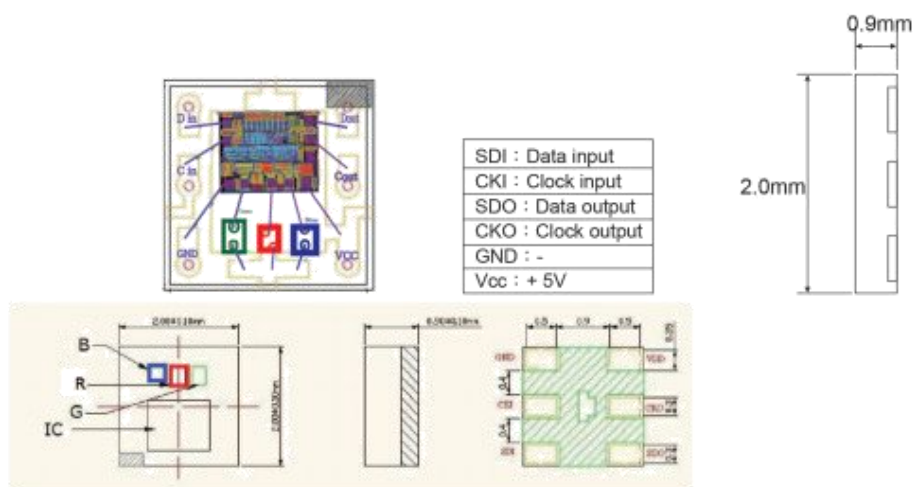 0.9mm
D in
Dout
C in
Cout
GND
VCC
SDI : Data input
CKI : Clock input
SDO : Data output
CKO : Clock output
GND : -
Vcc : + 5V
2.0mm
B
R
G
IC
0.5
0.9
0.5
GND
VDD
0.4
CKI
CKO
0.4
SDI
SDO